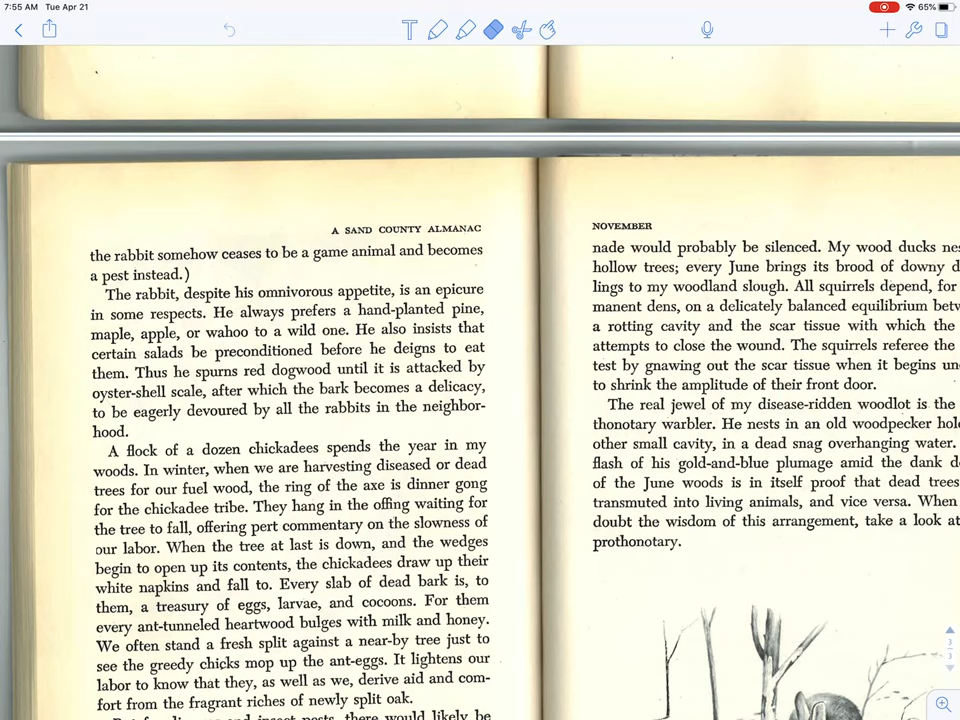 7:55 AM Tue Apr 21
65%
T
A SAND COUNTY ALMANAC
the rabbit somehow ceases to be a game animal and becomes
a pest instead.)
The rabbit, despite his omnivorous appetite, is an epicure
in some respects. He always prefers a hand-planted pine,
maple, apple, or wahoo to a wild one. He also insists that
certain salads be preconditioned before he deigns to eat
them. Thus he spurns red dogwood until it is attacked by
oyster-shell scale, after which the bark becomes a delicacy,
to be eagerly devoured by all the rabbits in the neighbor-
hood.
A flock of a dozen chickadees spends the year in my
woods. In winter, when we are harvesting diseased or dead
trees for our fuel wood, the ring of the axe is dinner gong
for the chickadee tribe. They hang in the offing waiting for
the tree to fall, offering pert commentary on the slowness of
our labor. When the tree at last is down, and the wedges
begin to open up its contents, the chickadees draw up their
white napkins and fall to. Every slab of dead bark is, to
them, a treasury of eggs, larvae, and cocoons. For them
every ant-tunneled heartwood bulges with milk and honey.
We often stand a fresh split against a near-by tree just to
see the greedy chicks mop up the ant-eggs. It lightens our
labor to know that they, as well as we, derive aid and com-
fort from the fragrant riches of newly split oak.
there would likely be
NOVEMBER
nade would probably be silenced. My wood ducks nes
hollow trees; every June brings its brood of downy d
lings to my woodland slough. All squirrels depend, for
manent dens, on a delicately balanced equilibrium betw
a rotting cavity and the scar tissue with which the
attempts to close the wound. The squirrels referee the
test by gnawing out the scar tissue when it begins un
to shrink the amplitude of their front door.
The real jewel of my disease-ridden woodlot is the
thonotary warbler. He nests in an old woodpecker hol
other small cavity, in a dead snag overhanging water.
flash of his gold-and-blue plumage amid the dank d
of the June woods is in itself proof that dead trees
transmuted into living animals, and vice versa. When
doubt the wisdom of this arrangement, take a look at
prothonotary.
3
3